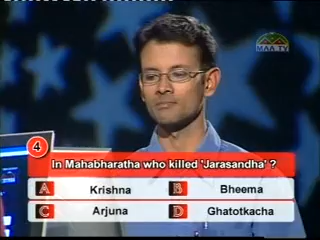 MAA TV
4
In Mahabharatha who killed 'Jarasandha' ?
A Krishna
B Bheema
C Arjuna
D Ghatotkacha